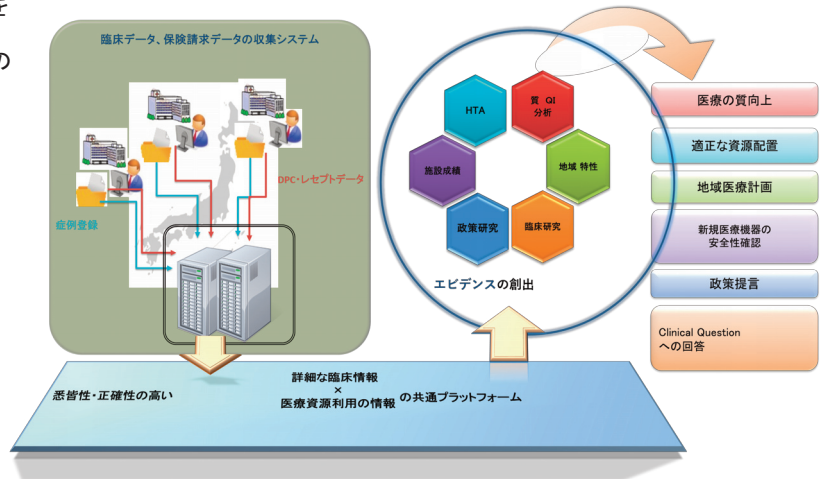 を
の
臨床データ、保険請求データの収集システム
DPC・レセプトデータ
症例登録
HTA
質 QI
分析
施設成績
地域 特性
政策研究
臨床研究
エビデンスの創出
医療の質向上
適正な資源配置
地域医療計画
新規医療機器の
安全性確認
政策提言
Clinical Question
への回答
悉皆性・正確性の高い
詳細な臨床情報
×
医療資源利用の情報
の共通プラットフォーム